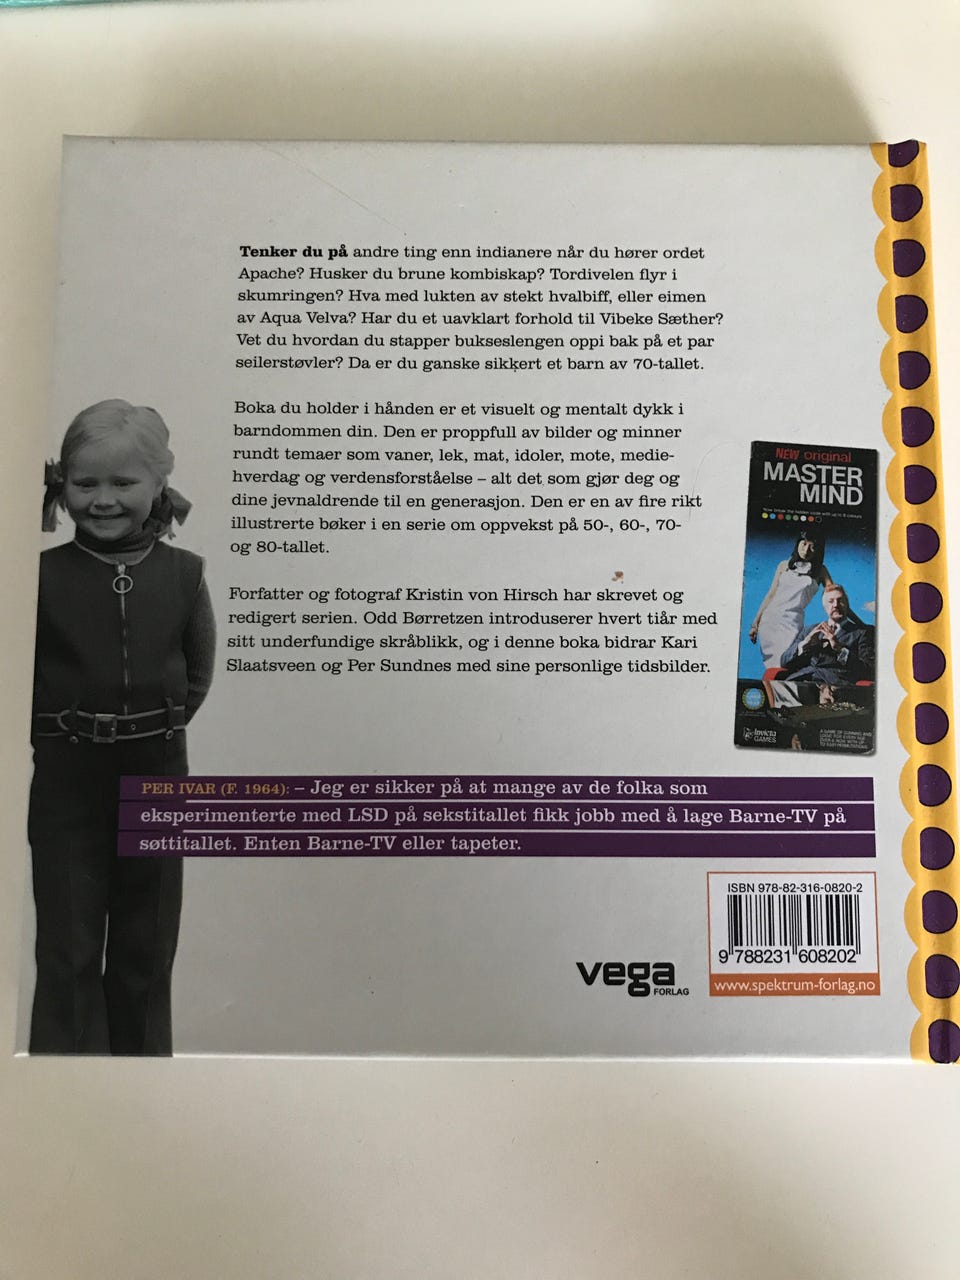 Tenker du på andre ting enn indianere når du hører ordet
Apache? Husker du brune kombiskap? Tordivelen flyr i
skumringen? Hva med lukten av stekt hvalbiff, eller eimen
av Aqua Velva? Har du et uavklart forhold til Vibeke Sæther?
Vet du hvordan du stapper bukseslengen oppi bak på et par
seilerstøvler? Da er du ganske sikkert et barn av 70-tallet.
Boka du holder i hånden er et visuelt og mentalt dykk i
barndommen din. Den er proppfull av bilder og minner
rundt temaer som vaner, lek, mat, idoler, mote, medie-
hverdag og verdensforståelse – alt det som gjør deg og
dine jevnaldrende til en generasjon. Den er en av fire rikt
illustrerte bøker i en serie om oppvekst på 50-, 60-, 70-
og 80-tallet.
Forfatter og fotograf Kristin von Hirsch har skrevet og
redigert serien. Odd Børretzen introduserer hvert tiår med
sitt underfundige skråblikk, og i denne boka bidrar Kari
Slaatsveen og Per Sundnes med sine personlige tidsbilder.
NEW original
MASTER
MIND
Invicta
GAMES
PER IVAR (F. 1964): – Jeg er sikker på at mange av de folka som
eksperimenterte med LSD på sekstitallet fikk jobb med å lage Barne-TV på
søttitallet. Enten Barne-TV eller tapeter.
ISBN 978-82-316-0820-2
9 788231 608202
www.spektrum-forlag.no
vega
FORLAG